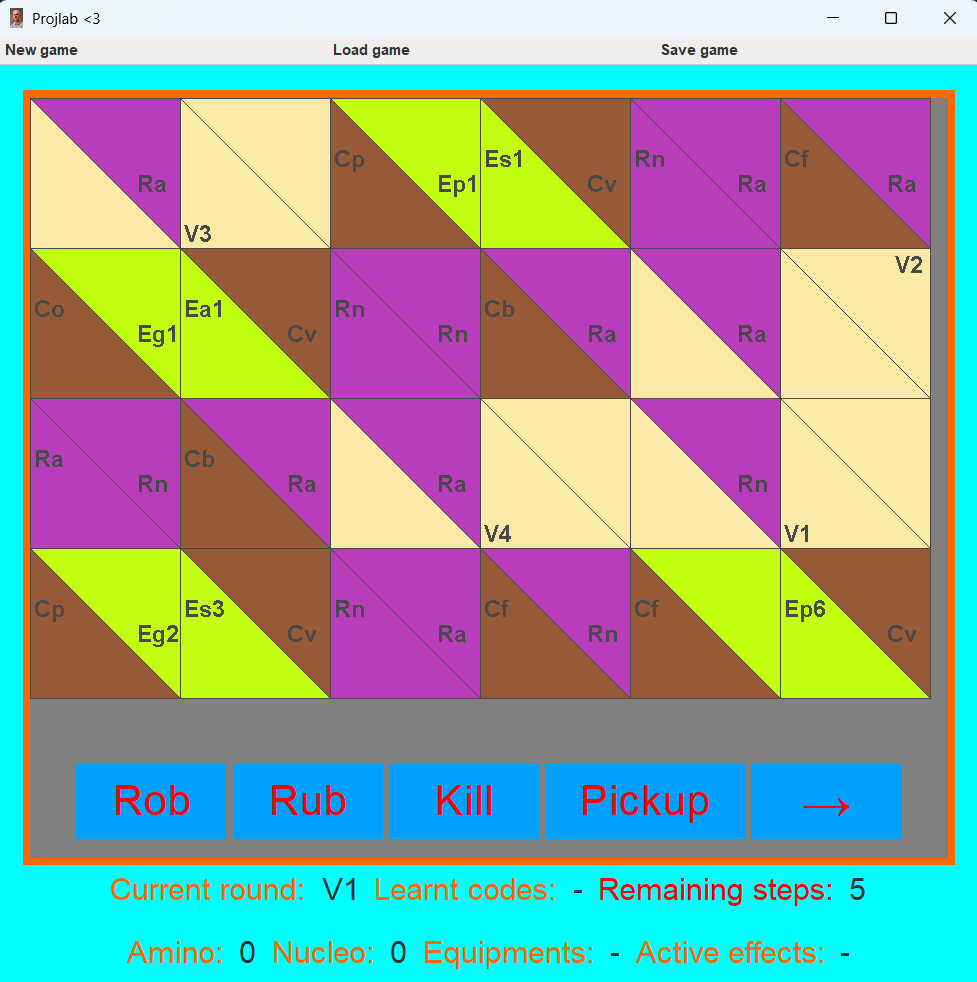 Projlab <3
New game Load game Save game
Cp Es1 Rn Cf
Ra Ep1 Cv Ra Ra
V3
V2
Co Ea1 Rn Cb
Eg1 Cv Rn Ra Ra
Ra Cb
Rn Ra Ra Rn
V4 V1
Cp Es3 Rn Cf Cf Ep6
Eg2 Cv Ra Rn Cv
Rob Rub Kill Pickup →
Current round: V1 Learnt codes: - Remaining steps: 5
Amino: 0 Nucleo: 0 Equipments: - Active effects: -